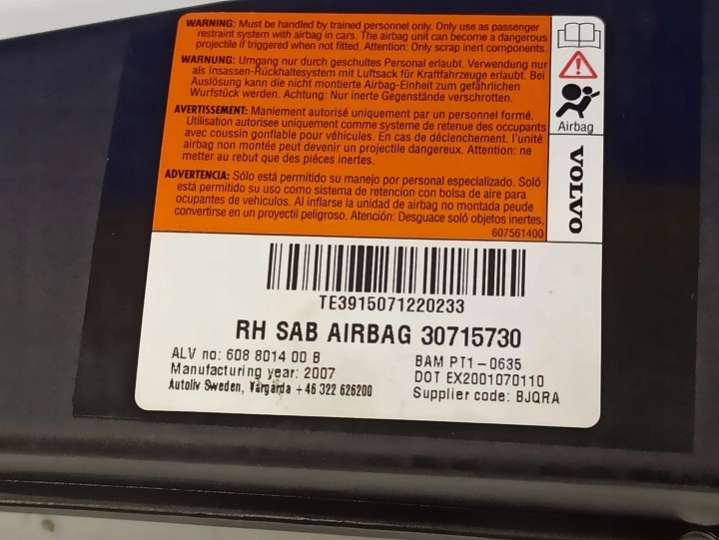 WARNING: Must be handled by trained personnel only. Only use as passenger
restraint system with airbag in cars. The airbag unit can become a dangerous
projectile if triggered when not fitted. Attention: Only scrap inert components.
WARNUNG: Umgang nur durch geschultes Personal erlaubt. Verwendung nur
als Insassen-Rückhaltesystem mit Luftsack für Kraftfahrzeuge erlaubt. Bei
Auslösung kann die nicht montierte Airbag-Einheit zum gefährlichen
Wurfstück werden. Achtung: Nur inerte Gegenstände verschrotten.
AVERTISSEMENT: Maniement autorisé uniquement par un personnel formé.
Utilisation autorisee uniquement comme systeme de retenue des occupants
avec coussin gonflable pour véhicules. En cas de déclenchement. l'unité
airbag non montée peut devenir un projectile dangereux. Attention: ne
metter au rebut que des piéces inertes.
ADVERTENCIA: Sólo está permitido su manejo por personal especializado. Soló
está permitido su uso como sistema de retencion con bolsa de aire para
ocupantes de vehículos. Al inflarse la unidad de airbag no montada peude
convertirse en un proyectil peligroso. Atención: Desguace soló objetos inertes.
607561400
Airbag
VOLVO
TE3915071220233
RH SAB AIRBAG 30715730
ALV no: 608 8014 00 B
Manufacturing year: 2007
Autoliv Sweden, Vårgårda +46 322 626200
BAM PT1-0635
DOT EX2001070110
Supplier code: BJQRA